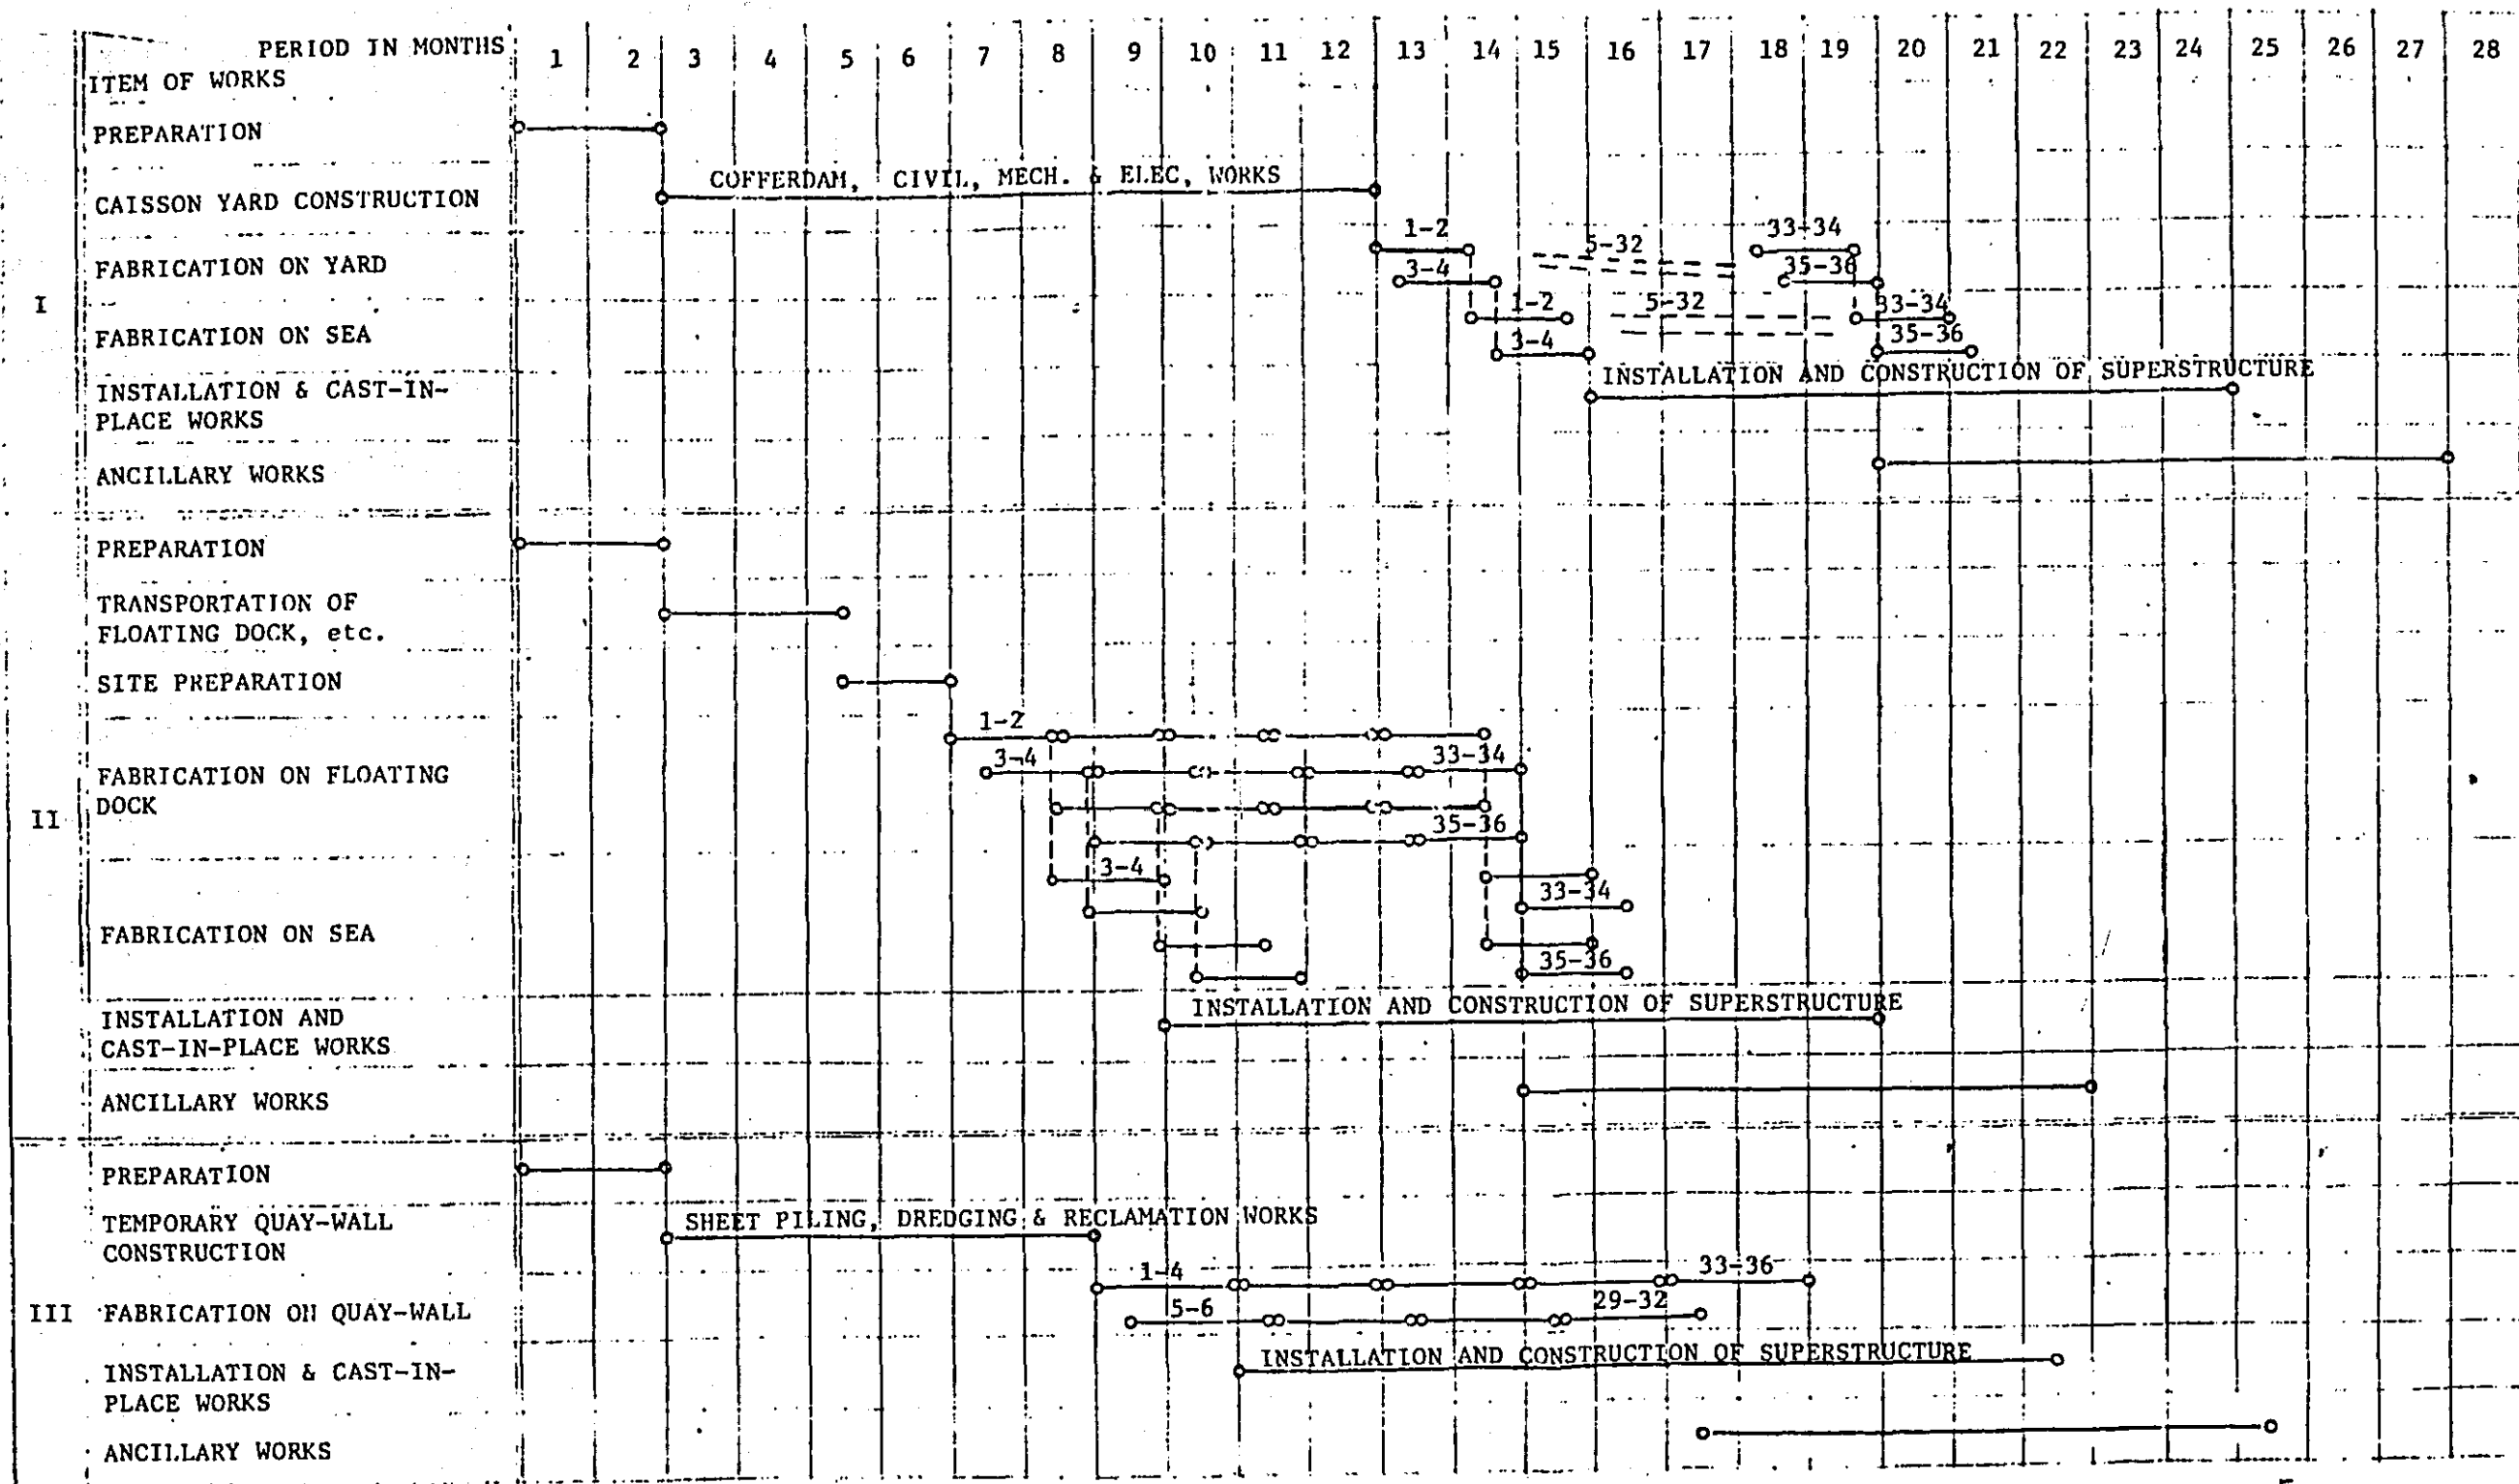 PERIOD IN MONTHS 1 2 3 4 5 6 7 8 9 10 11 12 13 14 15 16 17 18 19 20 21 22 23 24 25 26 27 28
ITEM OF WORKS
PREPARATION
COFFERDAM, CIVIL, MECH. & ELEC, WORKS
CAISSON YARD CONSTRUCTION
1-2 5-32 33-34
FABRICATION ON YARD
3-4 35-36
I
1-2 5-32 33-34
FABRICATION ON SEA
3-4 35-36
INSTALLATION AND CONSTRUCTION OF SUPERSTRUCTURE
INSTALLATION & CAST-IN-
PLACE WORKS
ANCILLARY WORKS
PREPARATION
TRANSPORTATION OF
FLOATING DOCK, etc.
SITE PREPARATION
1-2
3-4 33-34
FABRICATION ON FLOATING
DOCK
II
35-36
3-4
33-34
FABRICATION ON SEA
35-36
INSTALLATION AND CONSTRUCTION OF SUPERSTRUCTURE
INSTALLATION AND
CAST-IN-PLACE WORKS
ANCILLARY WORKS
PREPARATION
SHEET PILING, DREDGING & RECLAMATION WORKS
TEMPORARY QUAY-WALL
CONSTRUCTION
1-4 33-36
5-6 29-32
III FABRICATION ON QUAY-WALL
INSTALLATION AND CONSTRUCTION OF SUPERSTRUCTURE
INSTALLATION & CAST-IN-
PLACE WORKS
ANCILLARY WORKS